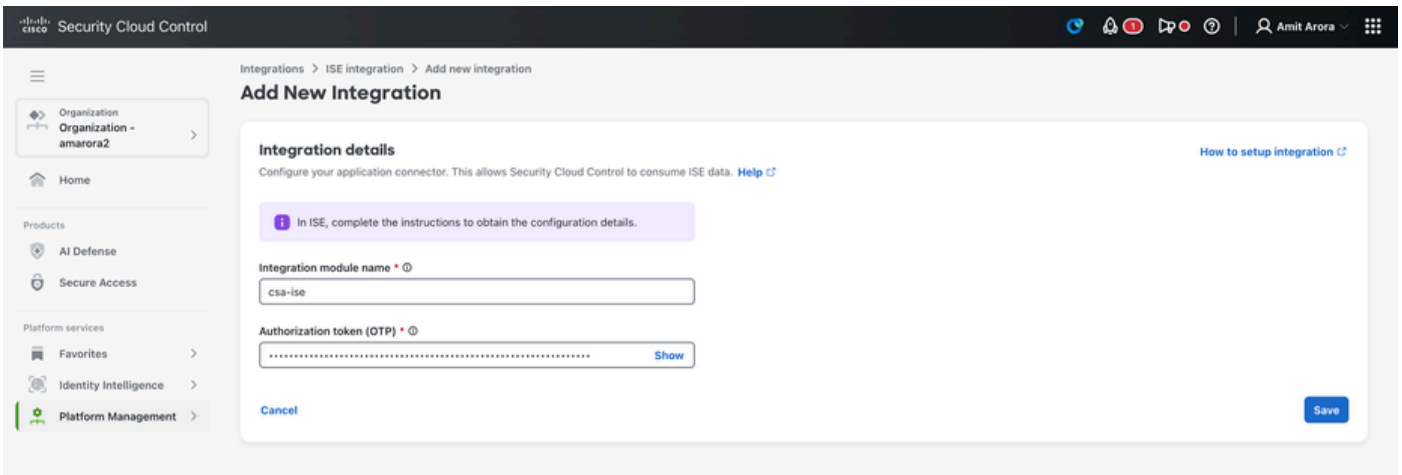 cisco Security Cloud Control
1
Amit Arora
Integrations > ISE integration > Add new integration
Add New Integration
Organization
Organization -
amarora2
Home
Products
AI Defense
Secure Access
Platform services
Favorites
Identity Intelligence
Platform Management
Integration details
How to setup integration
Configure your application connector. This allows Security Cloud Control to consume ISE data. Help
In ISE, complete the instructions to obtain the configuration details.
Integration module name *
csa-ise
Authorization token (OTP) *
Show
Cancel
Save